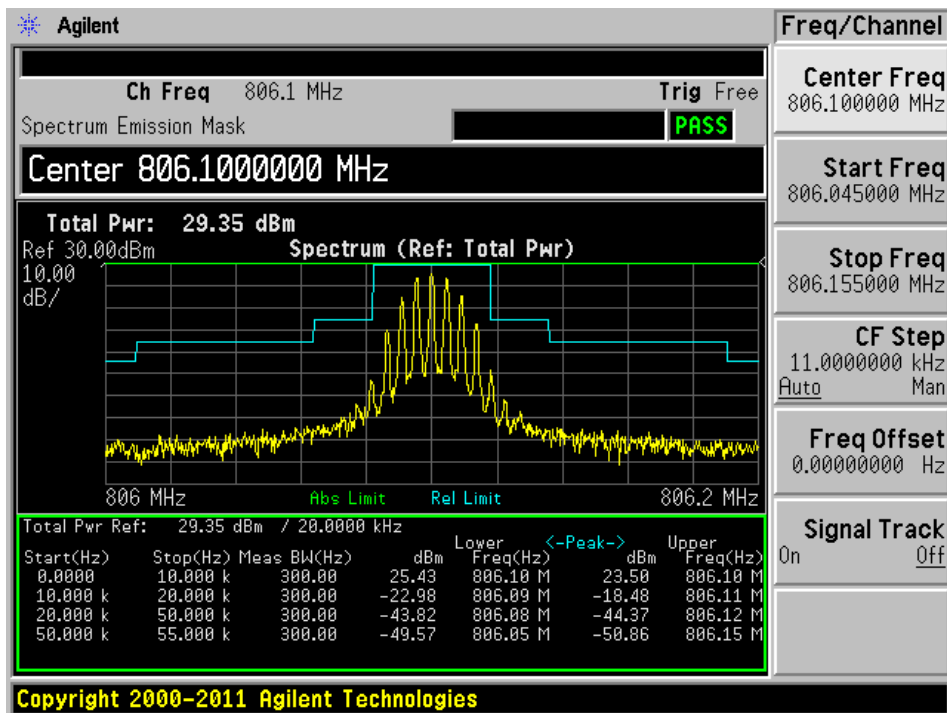 Agilent
Freq/Channel
Ch Freq 806.1 MHz Trig Free
Spectrum Emission Mask PASS
Center 806.1000000 MHz
Total Pwr: 29.35 dBm
Ref 30.00dBm Spectrum (Ref: Total Pwr)
10.00
dB/
806 MHz Abs Limit Rel Limit 806.2 MHz
Total Pwr Ref: 29.35 dBm / 20.0000 kHz
Lower <-Peak-> Upper
Start(Hz) Stop(Hz) Meas BW(Hz) dBm Freq(Hz) dBm Freq(Hz)
0.0000 10.000 k 300.00 25.43 806.10 M 23.50 806.10 M
10.000 k 20.000 k 300.00 -22.98 806.09 M -18.48 806.11 M
20.000 k 50.000 k 300.00 -43.82 806.08 M -44.37 806.12 M
50.000 k 55.000 k 300.00 -49.57 806.05 M -50.86 806.15 M
Center Freq
806.100000 MHz
Start Freq
806.045000 MHz
Stop Freq
806.155000 MHz
CF Step
11.0000000 kHz
Auto Man
Freq Offset
0.00000000 Hz
Signal Track
On Off
Copyright 2000-2011 Agilent Technologies